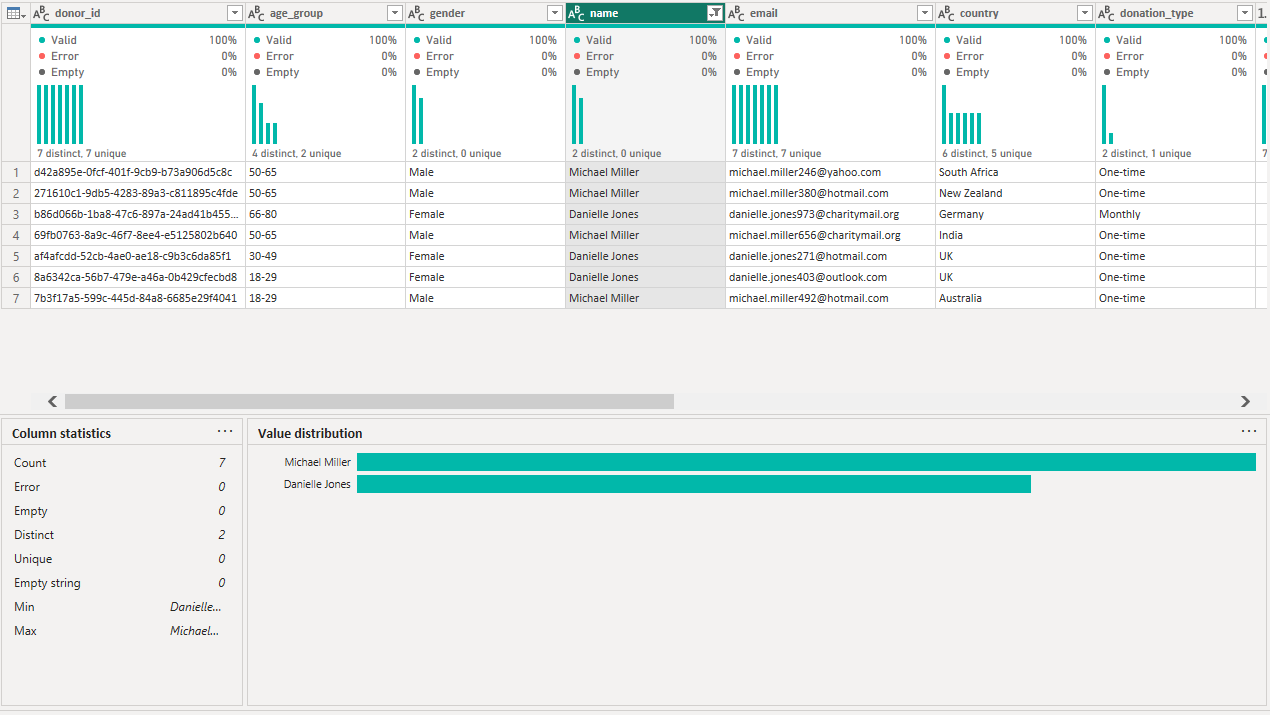 ABC donor_id ABC age_group ABC gender ABC name ABC email ABC country ABC donation_type 1.
Valid 100% Valid 100% Valid 100% Valid 100% Valid 100% Valid 100% Valid 100%
Error 0% Error 0% Error 0% Error 0% Error 0% Error 0% Error 0%
Empty 0% Empty 0% Empty 0% Empty 0% Empty 0% Empty 0% Empty 0%
7 distinct, 7 unique 4 distinct, 2 unique 2 distinct, 0 unique 2 distinct, 0 unique 7 distinct, 7 unique 6 distinct, 5 unique 2 distinct, 1 unique 7
1 d42a895e-0fcf-401f-9cb9-b73a906d5c8c 50-65 Male Michael Miller michael.miller246@yahoo.com South Africa One-time
2 271610c1-9db5-4283-89a3-c811895c4fde 50-65 Male Michael Miller michael.miller380@hotmail.com New Zealand One-time
3 b86d066b-1ba8-47c6-897a-24ad41b455... 66-80 Female Danielle Jones danielle.jones973@charitymail.org Germany Monthly
4 69fb0763-8a9c-46f7-8ee4-e5125802b640 50-65 Male Michael Miller michael.miller656@charitymail.org India One-time
5 af4afcdd-52cb-4ae0-ae18-c9b3c6da85f1 30-49 Female Danielle Jones danielle.jones271@hotmail.com UK One-time
6 8a6342ca-56b7-479e-a46a-0b429cfecbd8 18-29 Female Danielle Jones danielle.jones403@outlook.com UK One-time
7 7b3f17a5-599c-445d-84a8-6685e29f4041 18-29 Male Michael Miller michael.miller492@hotmail.com Australia One-time
Column statistics ...
Count 7
Error 0
Empty 0
Distinct 2
Unique 0
Empty string 0
Min Danielle...
Max Michael...
Value distribution ...
Michael Miller
Danielle Jones